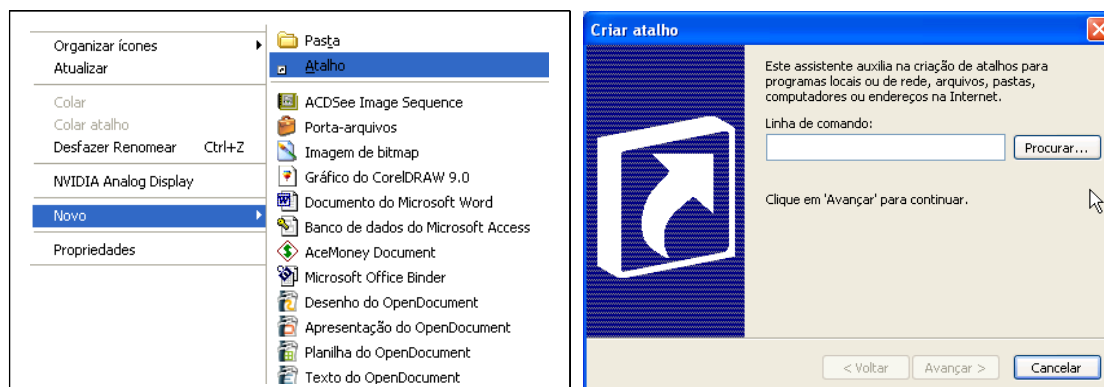 Organizar ícones
Atualizar
Colar
Colar atalho
Desfazer Renomear Ctrl+Z
NVIDIA Analog Display
Novo
Propriedades
Pasta
Atalho
ACDSee Image Sequence
Porta-arquivos
Imagem de bitmap
Gráfico do CorelDRAW 9.0
Documento do Microsoft Word
Banco de dados do Microsoft Access
AceMoney Document
Microsoft Office Binder
Desenho do OpenDocument
Apresentação do OpenDocument
Planilha do OpenDocument
Texto do OpenDocument
Criar atalho
Este assistente auxilia na criação de atalhos para
programas locais ou de rede, arquivos, pastas,
computadores ou endereços na Internet.
Linha de comando:
Procurar...
Clique em 'Avançar' para continuar.
< Voltar Avançar > Cancelar